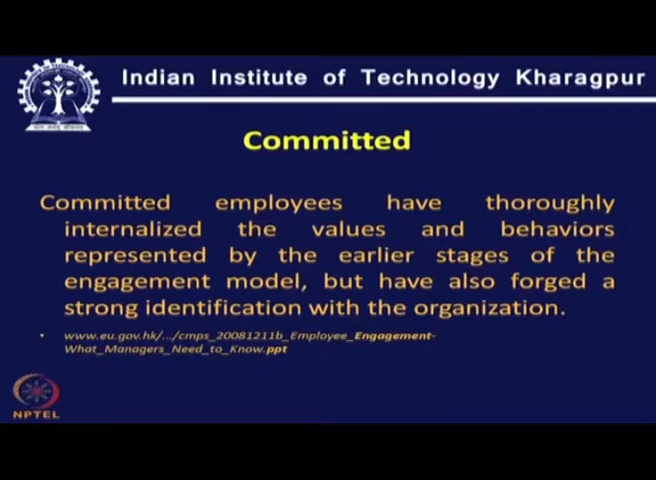 Indian Institute of Technology Kharagpur
Committed
Committed employees have thoroughly
internalized the values and behaviors
represented by the earlier stages of the
engagement model, but have also forged a
strong identification with the organization.
• www.eu.gov.hk/.../cmps_20081211b_Employee_Engagement-
What_Managers_Need_to_Know.ppt
NPTEL